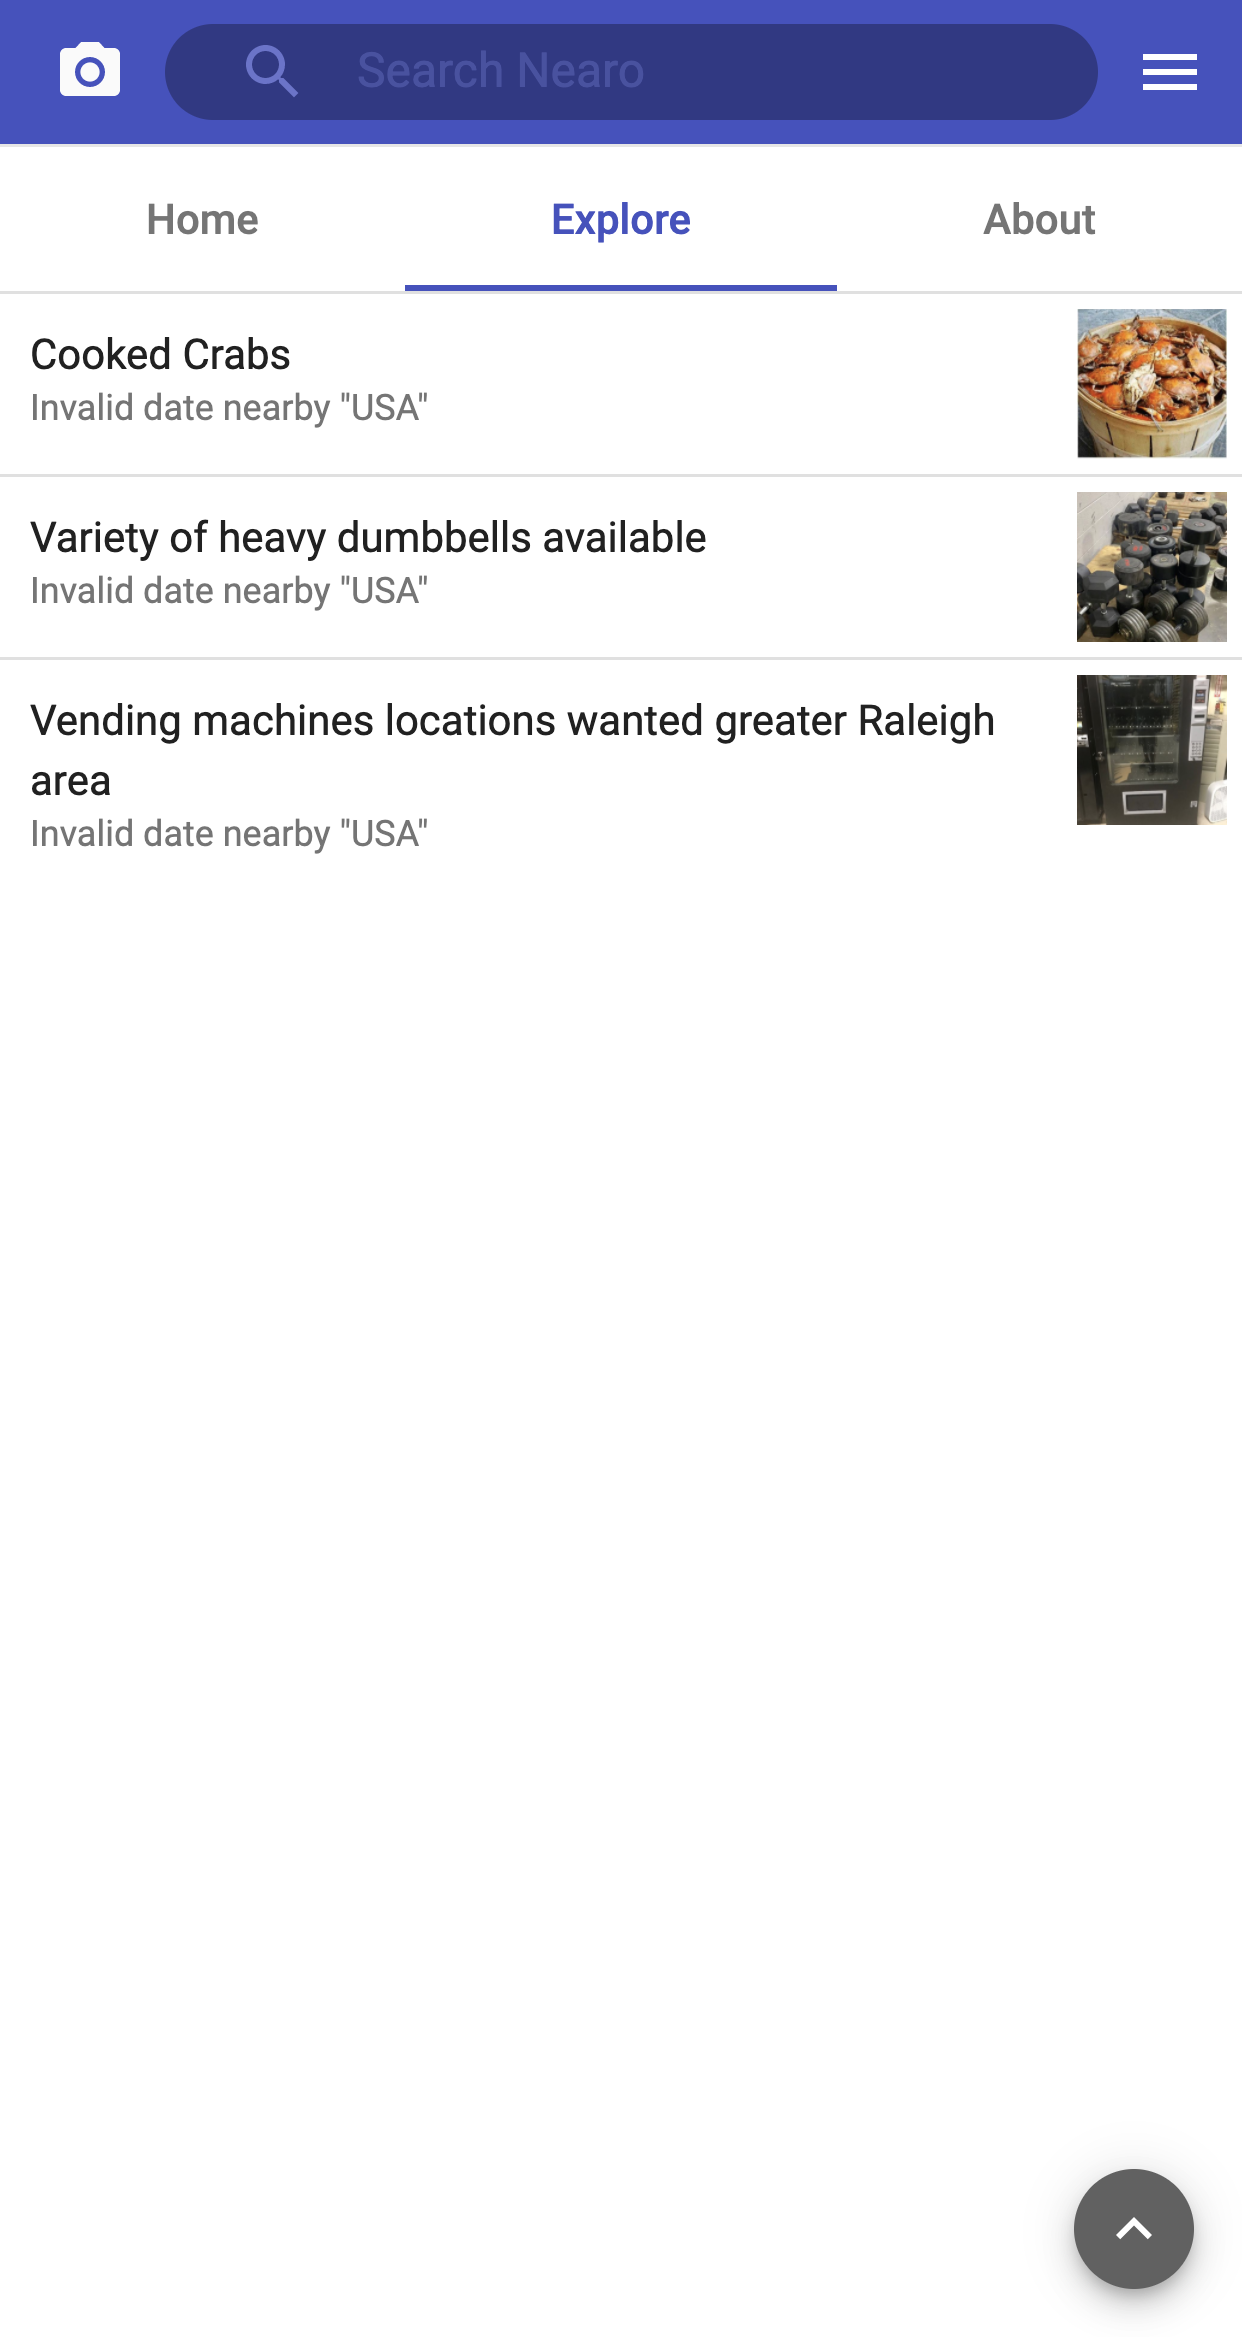 Search Nearo
Home
Explore
About
Cooked Crabs
Invalid date nearby "USA"
Variety of heavy dumbbells available
Invalid date nearby "USA"
Vending machines locations wanted greater Raleigh
area
Invalid date nearby "USA"